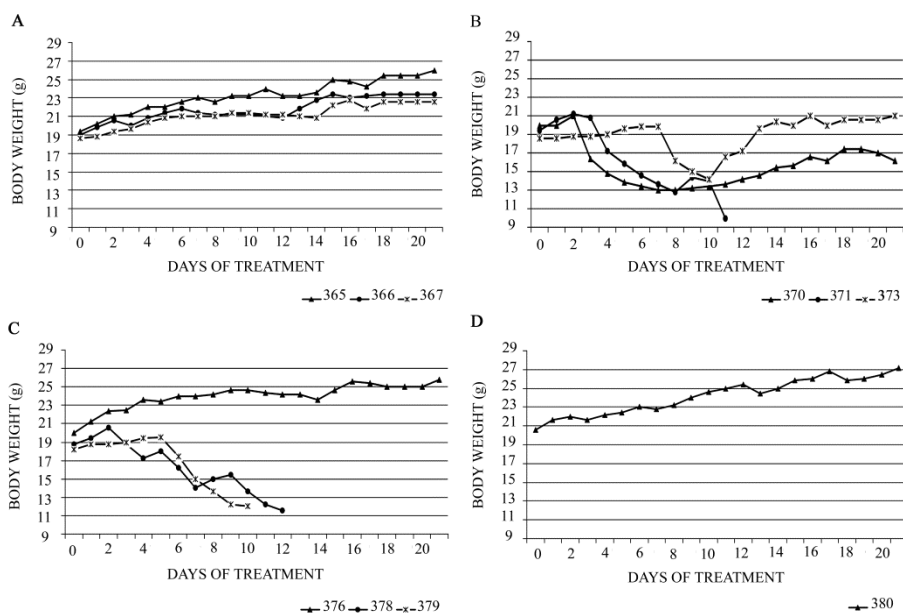 A
BODY WEIGHT (g)
29
27
25
23
21
19
17
15
13
11
9
0 2 4 6 8 10 12 14 16 18 20
DAYS OF TREATMENT
365 366 367
B
BODY WEIGHT (g)
29
27
25
23
21
19
17
15
13
11
9
0 2 4 6 8 10 12 14 16 18 20
DAYS OF TREATMENT
370 371 373
C
BODY WEIGHT (g)
29
27
25
23
21
19
17
15
13
11
9
0 2 4 6 8 10 12 14 16 18 20
DAYS OF TREATMENT
376 378 379
D
BODY WEIGHT (g)
29
27
25
23
21
19
17
15
13
11
9
0 2 4 6 8 10 12 14 16 18 20
DAYS OF TREATMENT
380